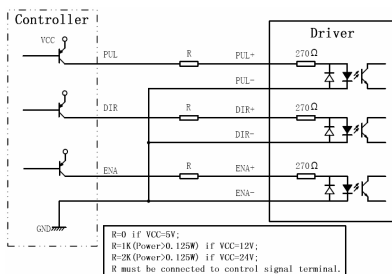 Controller
Driver
VCC
PUL
R
PUL+
270Ω
PUL-
DIR
R
DIR+
270Ω
DIR-
ENA
R
ENA+
270Ω
ENA-
GND
R=0 if VCC=5V;
R=1K(Power>0.125W) if VCC=12V;
R=2K(Power>0.125W) if VCC=24V;
R must be connected to control signal terminal.